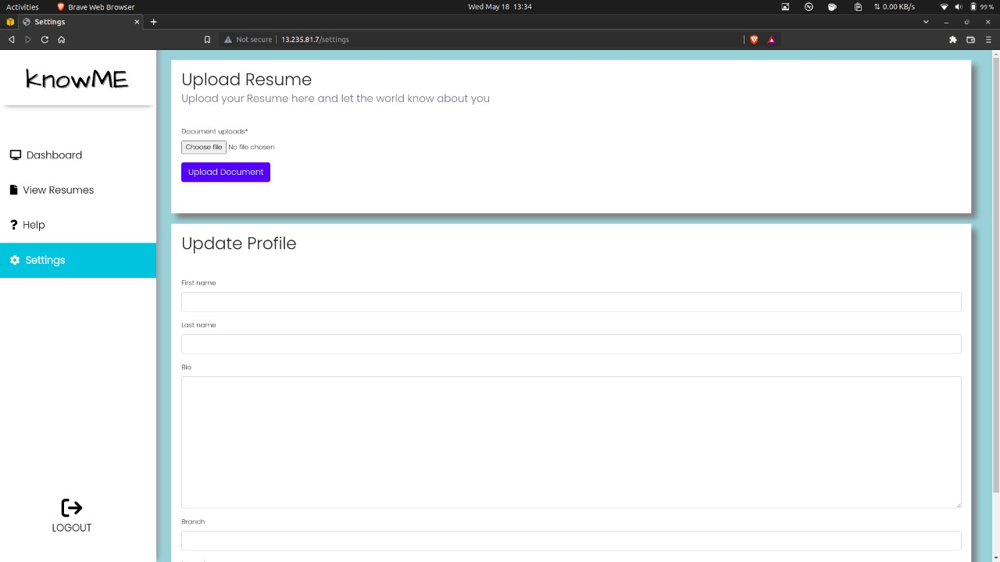 Activities
Brave Web Browser
Wed May 18 13:34
0.00 KB/s
99%
Settings
Not secure
13.235.81.7/settings
knowME
Dashboard
View Resumes
Help
Settings
LOGOUT
Upload Resume
Upload your Resume here and let the world know about you
Document uploads*
Choose file No file chosen
Upload Document
Update Profile
First name
Last name
Bio
Branch